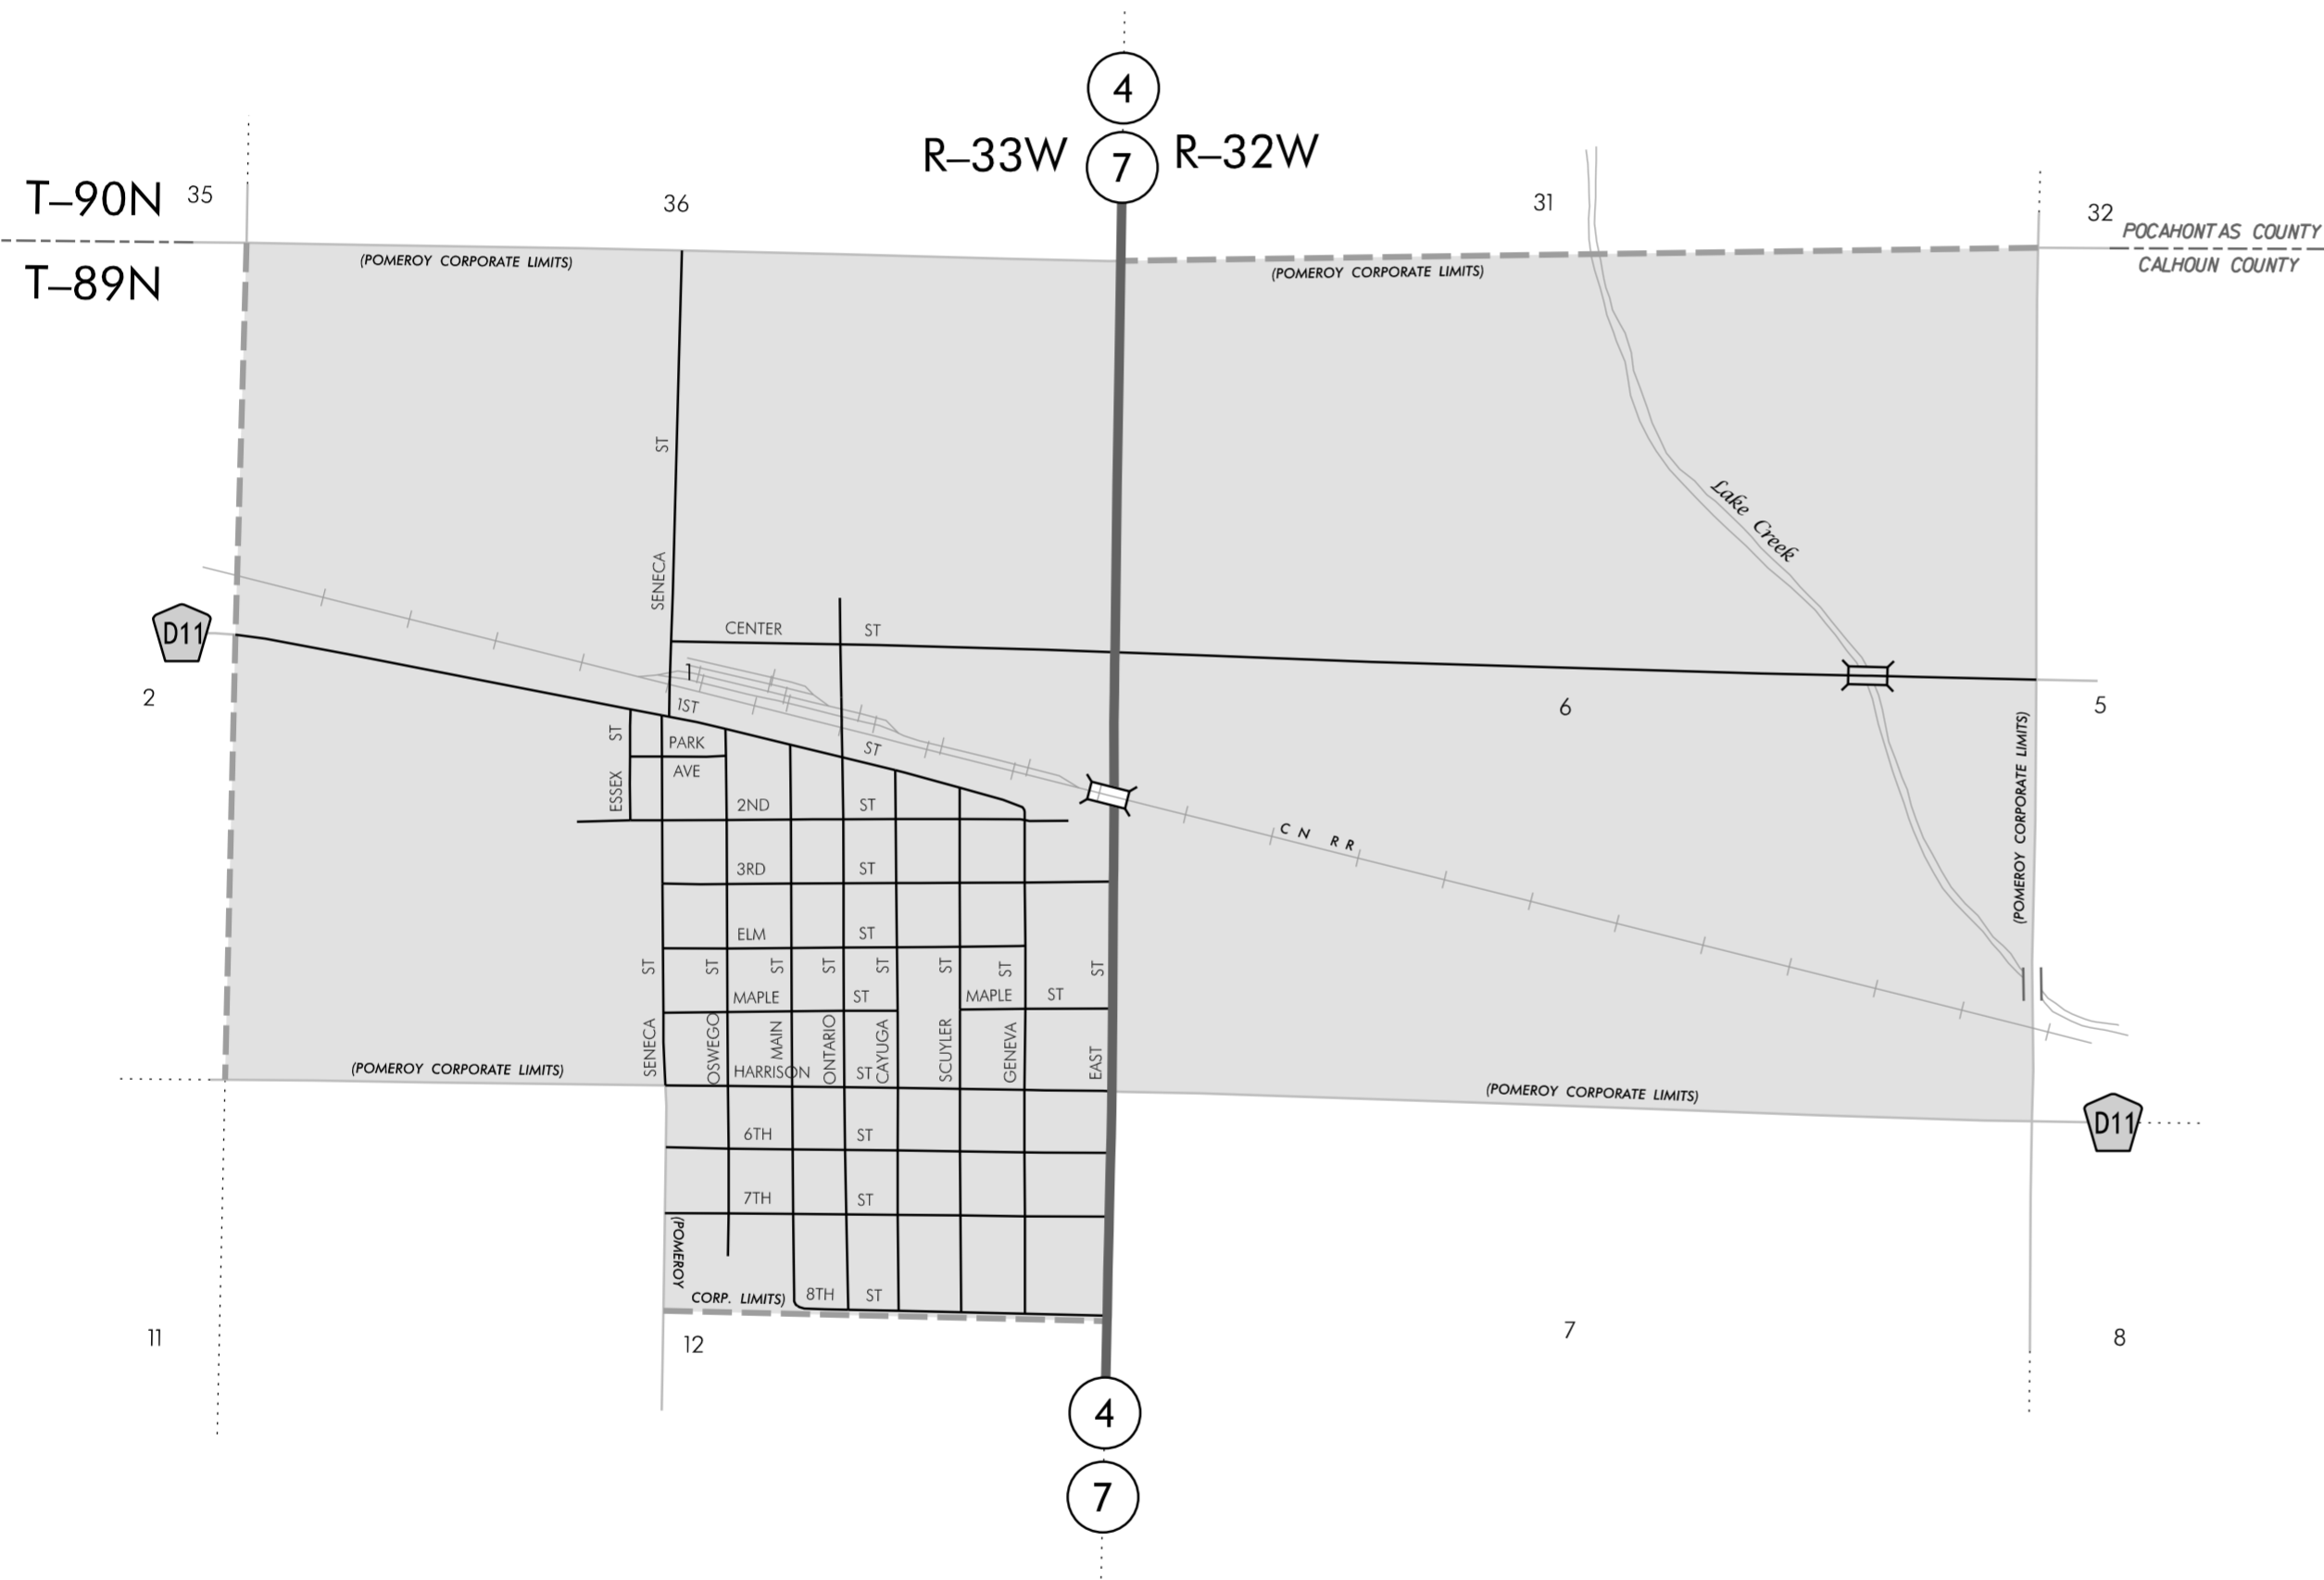 4
R–33W
7
R–32W
T–90N
35
36
31
32
POCAHONTAS COUNTY
T–89N
(POMEROY CORPORATE LIMITS)
(POMEROY CORPORATE LIMITS)
CALHOUN COUNTY
ST
SENECA
Lake Creek
D11
CENTER ST
2
1
1ST
ST
6
5
ESSEX ST
PARK
AVE
2ND ST
(POMEROY CORPORATE LIMITS)
CN RR
3RD ST
ELM ST
SENECA ST
OSWEGO ST
MAIN ST
ONTARIO ST
CAYUGA ST
SCUYLER ST
GENEVA ST
EAST ST
MAPLE ST
MAPLE ST
(POMEROY CORPORATE LIMITS)
HARRISON ST
(POMEROY CORPORATE LIMITS)
D11
6TH ST
7TH ST
(POMEROY
CORP. LIMITS)
8TH ST
11
12
7
8
4
7